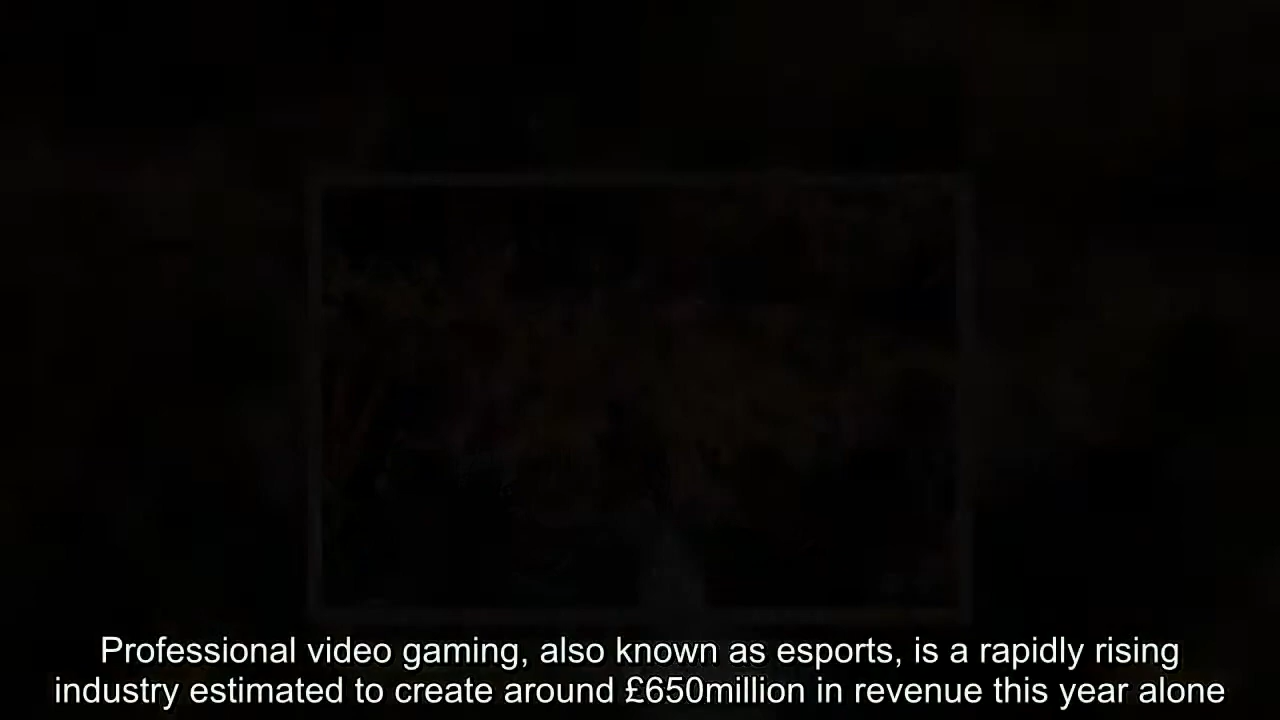 Professional video gaming, also known as esports, is a rapidly rising
industry estimated to create around £650million in revenue this year alone